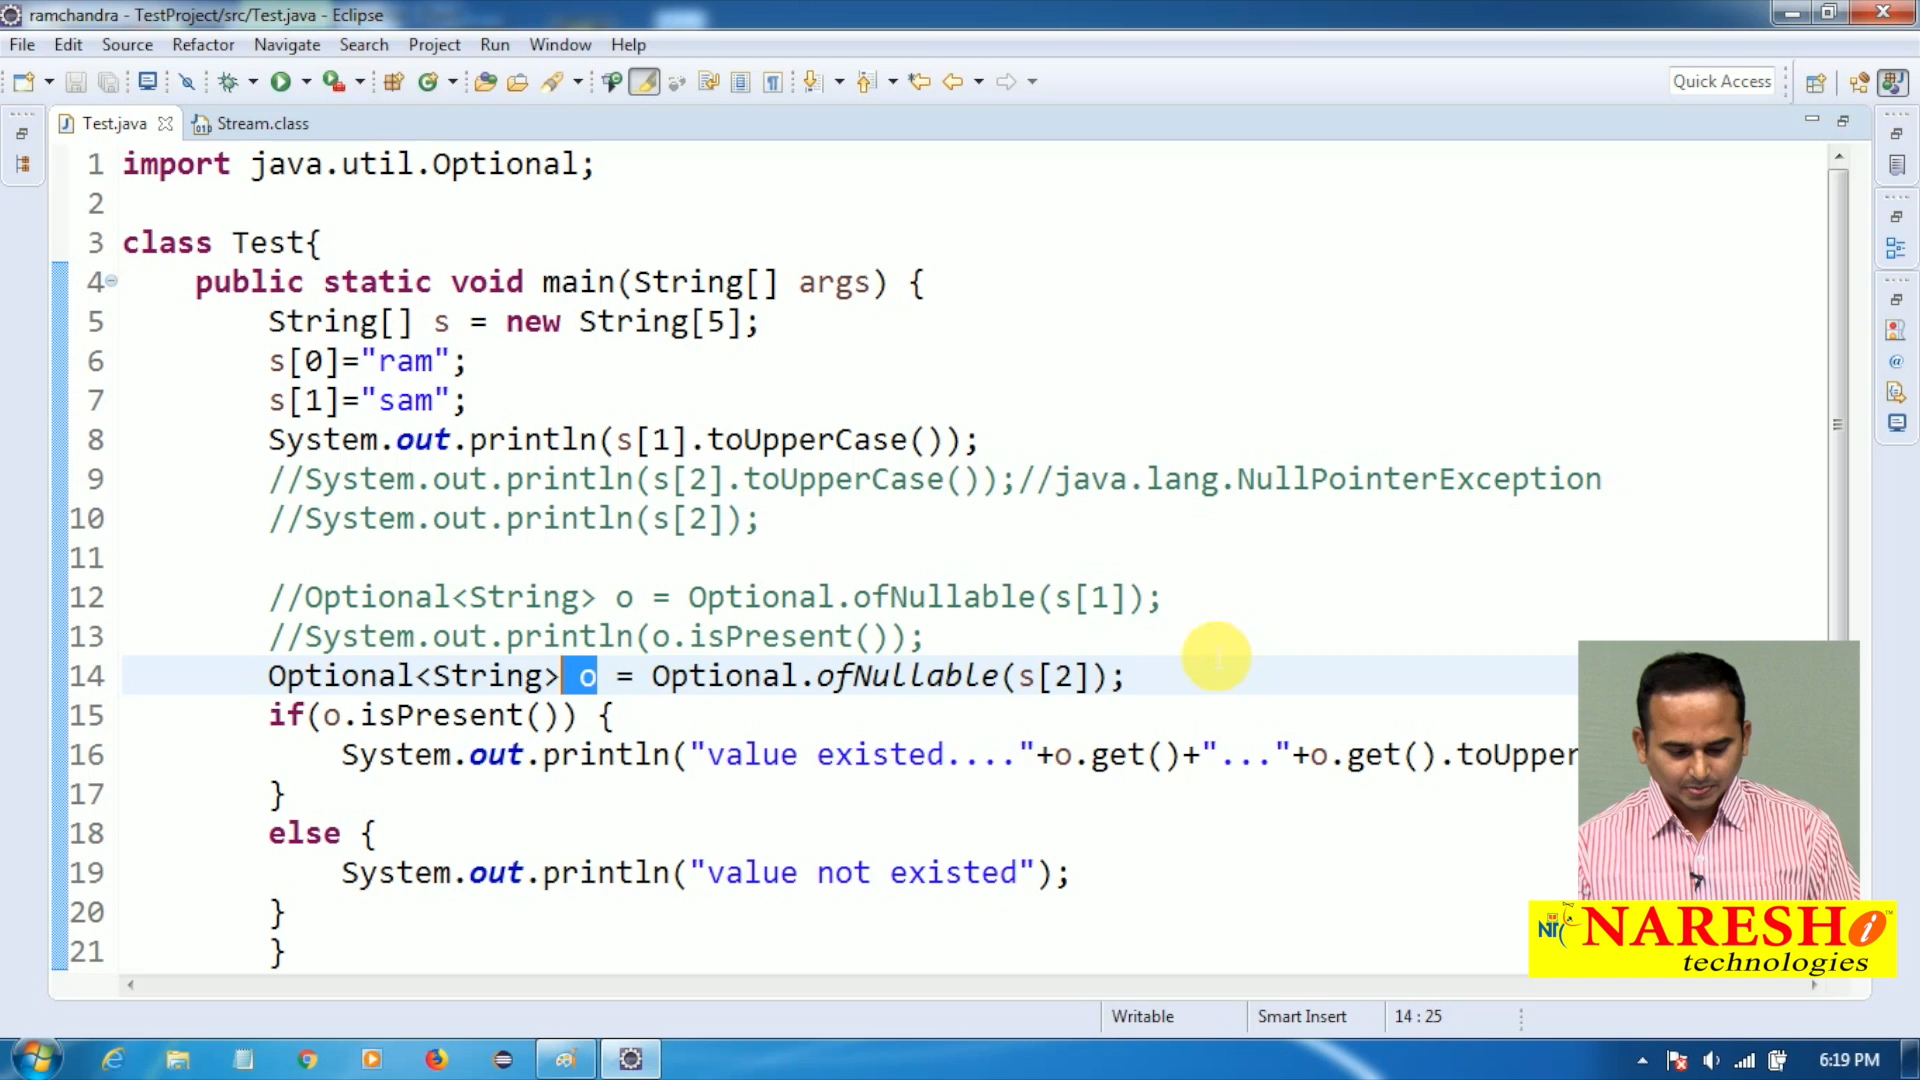 ramchandra - TestProject/src/Test.java - Eclipse
File Edit Source Refactor Navigate Search Project Run Window Help
Quick Access
Test.java Stream.class
1 import java.util.Optional;
2
3 class Test{
4 public static void main(String[] args) {
5 String[] s = new String[5];
6 s[0]="ram";
7 s[1]="sam";
8 System.out.println(s[1].toUpperCase());
9 //System.out.println(s[2].toUpperCase());//java.lang.NullPointerException
10 //System.out.println(s[2]);
11
12 //Optional<String> o = Optional.ofNullable(s[1]);
13 //System.out.println(o.isPresent());
14 Optional<String> o = Optional.ofNullable(s[2]);
15 if(o.isPresent()) {
16 System.out.println("value existed...."+o.get()+"..."+o.get().toUpper
17 }
18 else {
19 System.out.println("value not existed");
20 }
21 }
NARESH i
technologies
Writable Smart Insert 14 : 25
6:19 PM